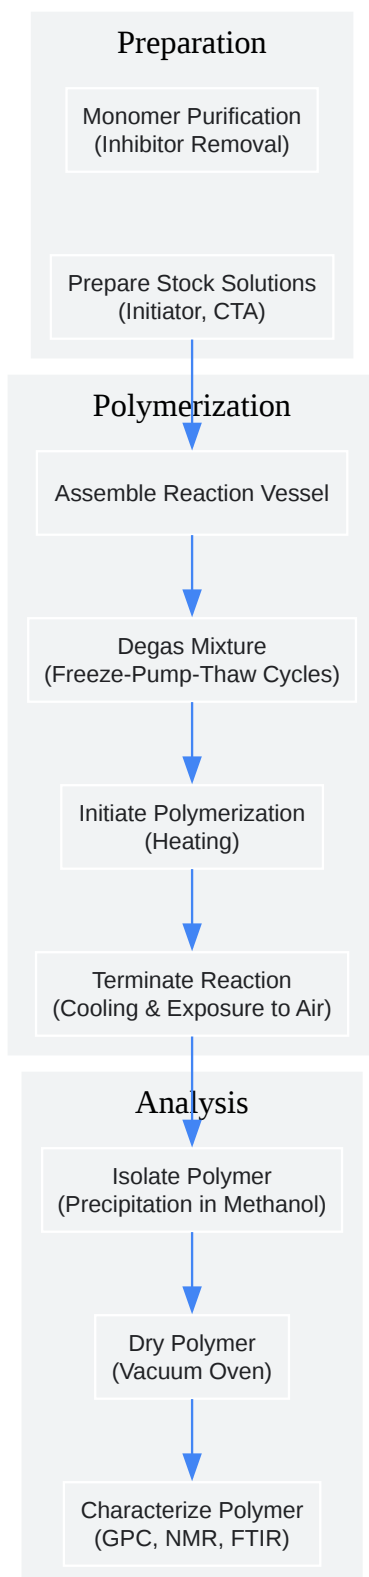 Preparation
Monomer Purification
(Inhibitor Removal)
Prepare Stock Solutions
(Initiator, CTA)
Polymerization
Assemble Reaction Vessel
Degas Mixture
(Freeze-Pump-Thaw Cycles)
Initiate Polymerization
(Heating)
Terminate Reaction
(Cooling & Exposure to Air)
Analysis
Isolate Polymer
(Precipitation in Methanol)
Dry Polymer
(Vacuum Oven)
Characterize Polymer
(GPC, NMR, FTIR)